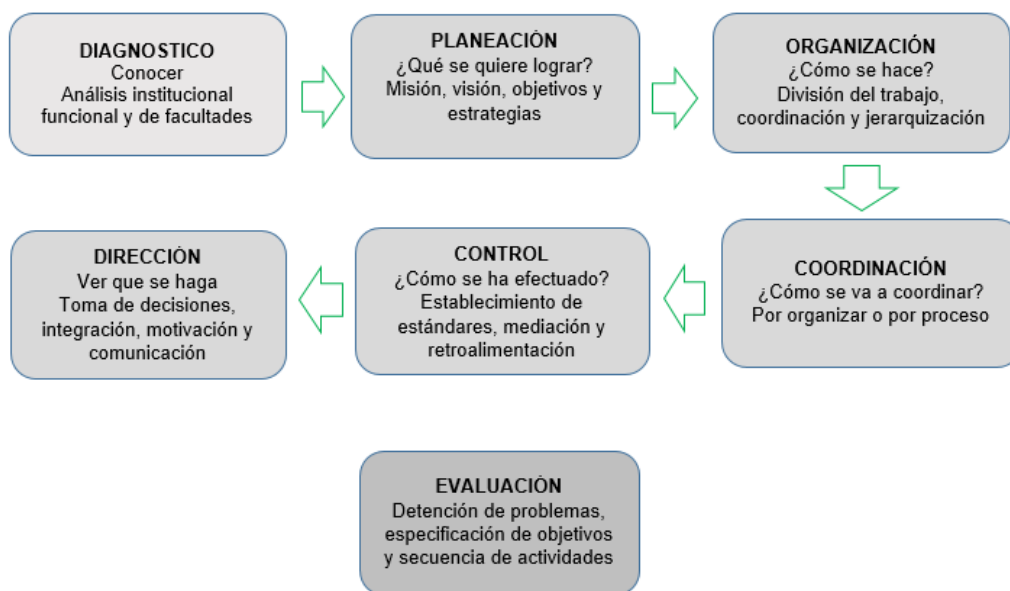 DIAGNOSTICO
Conocer
Análisis institucional
funcional y de facultades
PLANEACIÓN
¿Qué se quiere lograr?
Misión, visión, objetivos y
estrategias
ORGANIZACIÓN
¿Cómo se hace?
División del trabajo,
coordinación y jerarquización
COORDINACIÓN
¿Cómo se va a coordinar?
Por organizar o por proceso
CONTROL
¿Cómo se ha efectuado?
Establecimiento de
estándares, mediación y
retroalimentación
DIRECCIÓN
Ver que se haga
Toma de decisiones,
integración, motivación y
comunicación
EVALUACIÓN
Detención de problemas,
especificación de objetivos
y secuencia de actividades